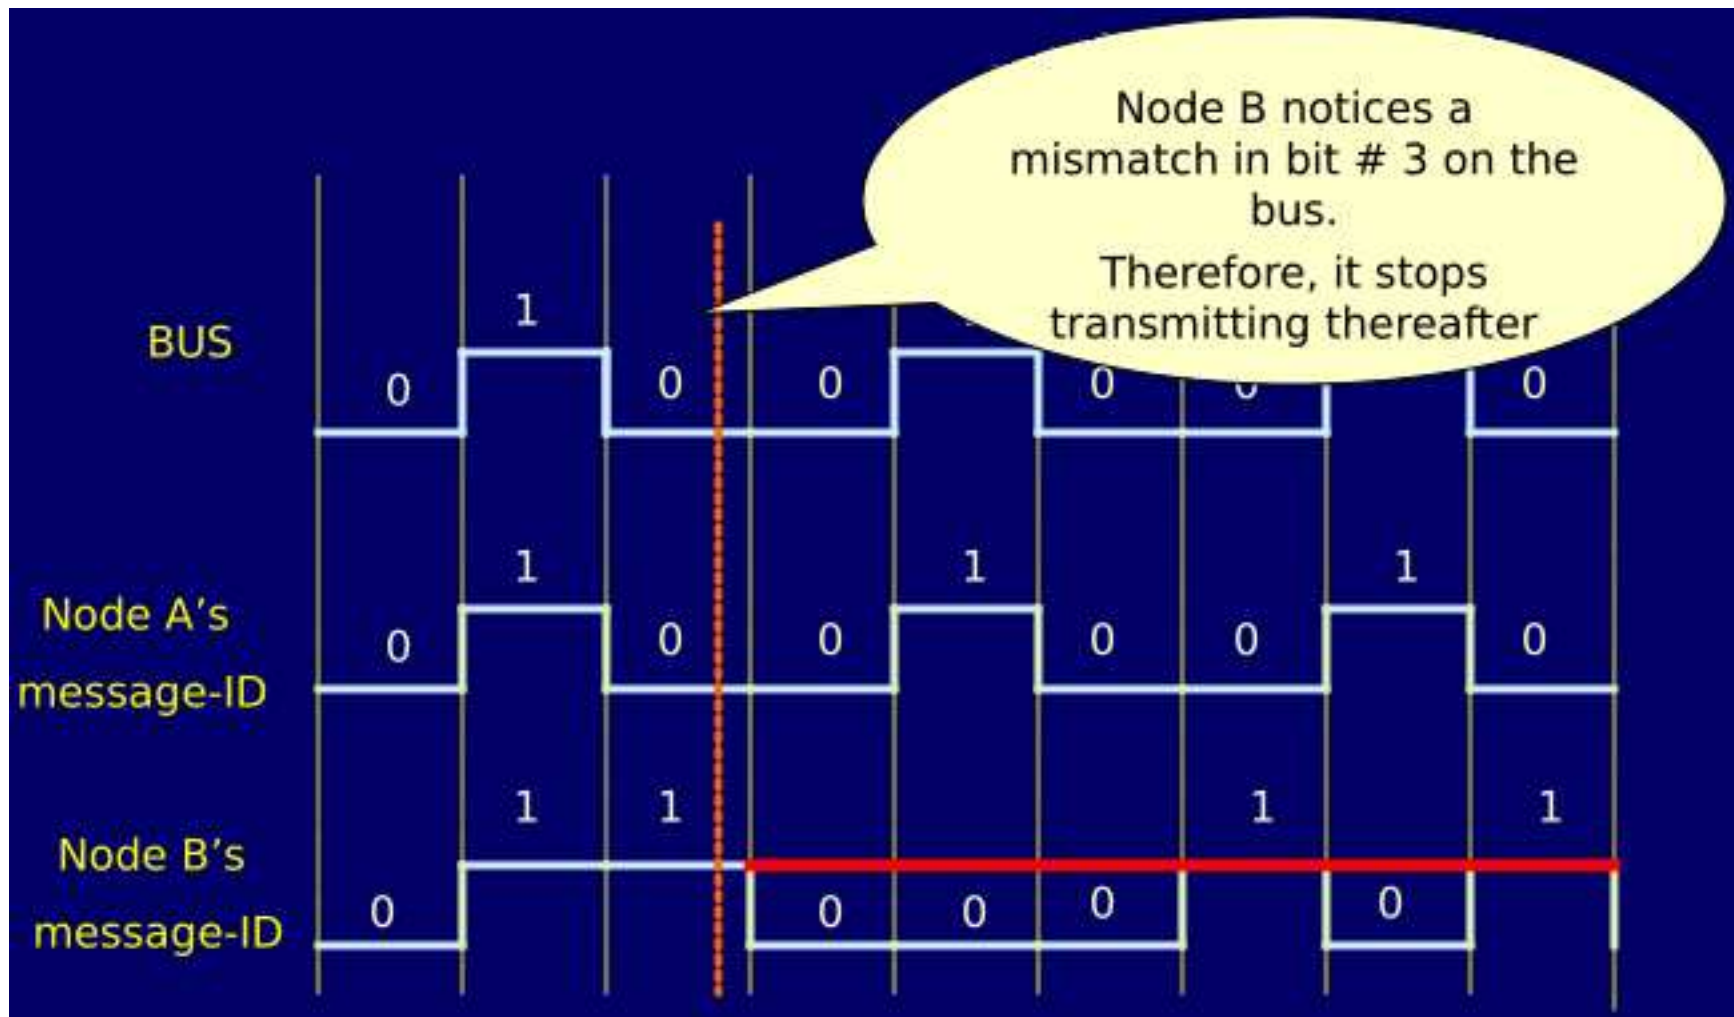 Node B notices a
mismatch in bit # 3 on the
bus.
Therefore, it stops
transmitting thereafter
BUS
0 1 0 0 0 0 0
Node A’s
message-ID
0 1 0 0 1 0 0 1 0
Node B’s
message-ID
0 1 1 0 0 0 1 0 1